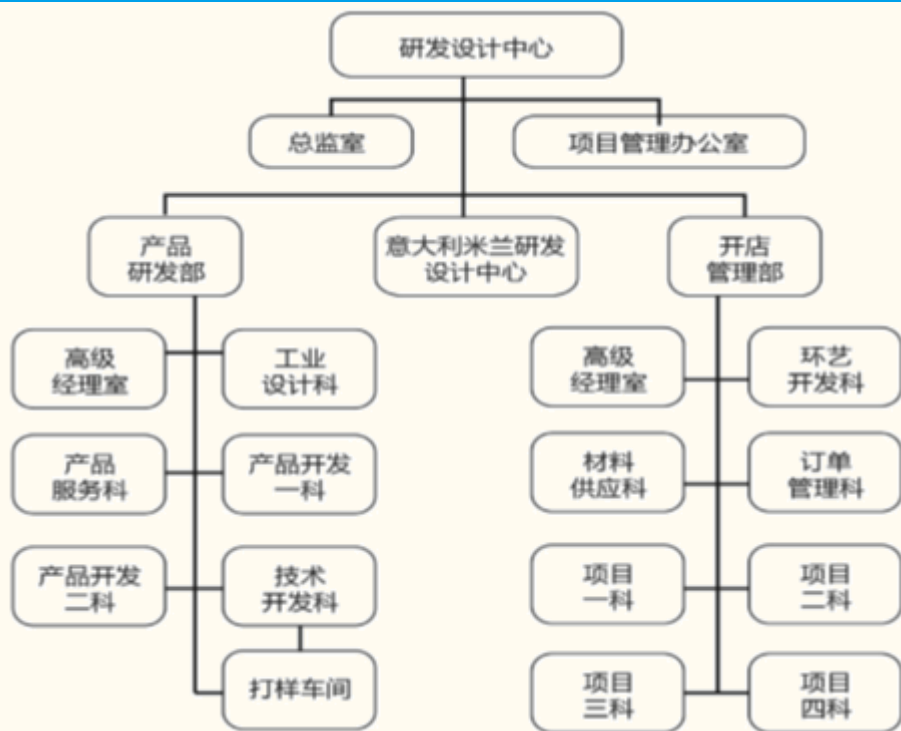 研发设计中心
总监室
项目管理办公室
产品
研发部
意大利米兰研发
设计中心
开店
管理部
高级
经理室
工业
设计科
高级
经理室
环艺
开发科
产品
服务科
产品开发
一科
材料
供应科
订单
管理科
产品开发
二科
技术
开发科
项目
一科
项目
二科
打样车间
项目
三科
项目
四科